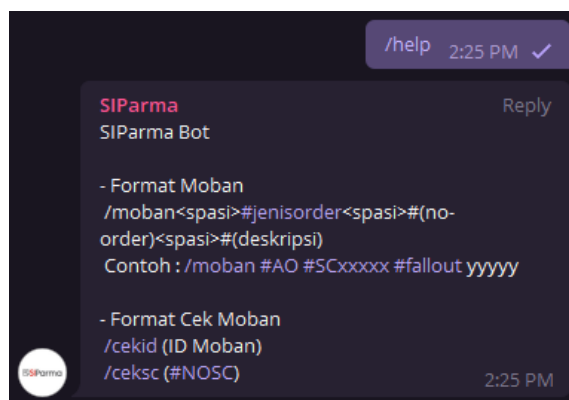 /help 2:25 PM
SIParma Reply
SIParma Bot
- Format Moban
/moban<spasi>#jenisorder<spasi>#(no-
order)<spasi>#(deskripsi)
Contoh : /moban #AO #SCxxxxx #fallout yyyyy
- Format Cek Moban
/cekid (ID Moban)
/ceksc (#NOSC)
SIParma 2:25 PM